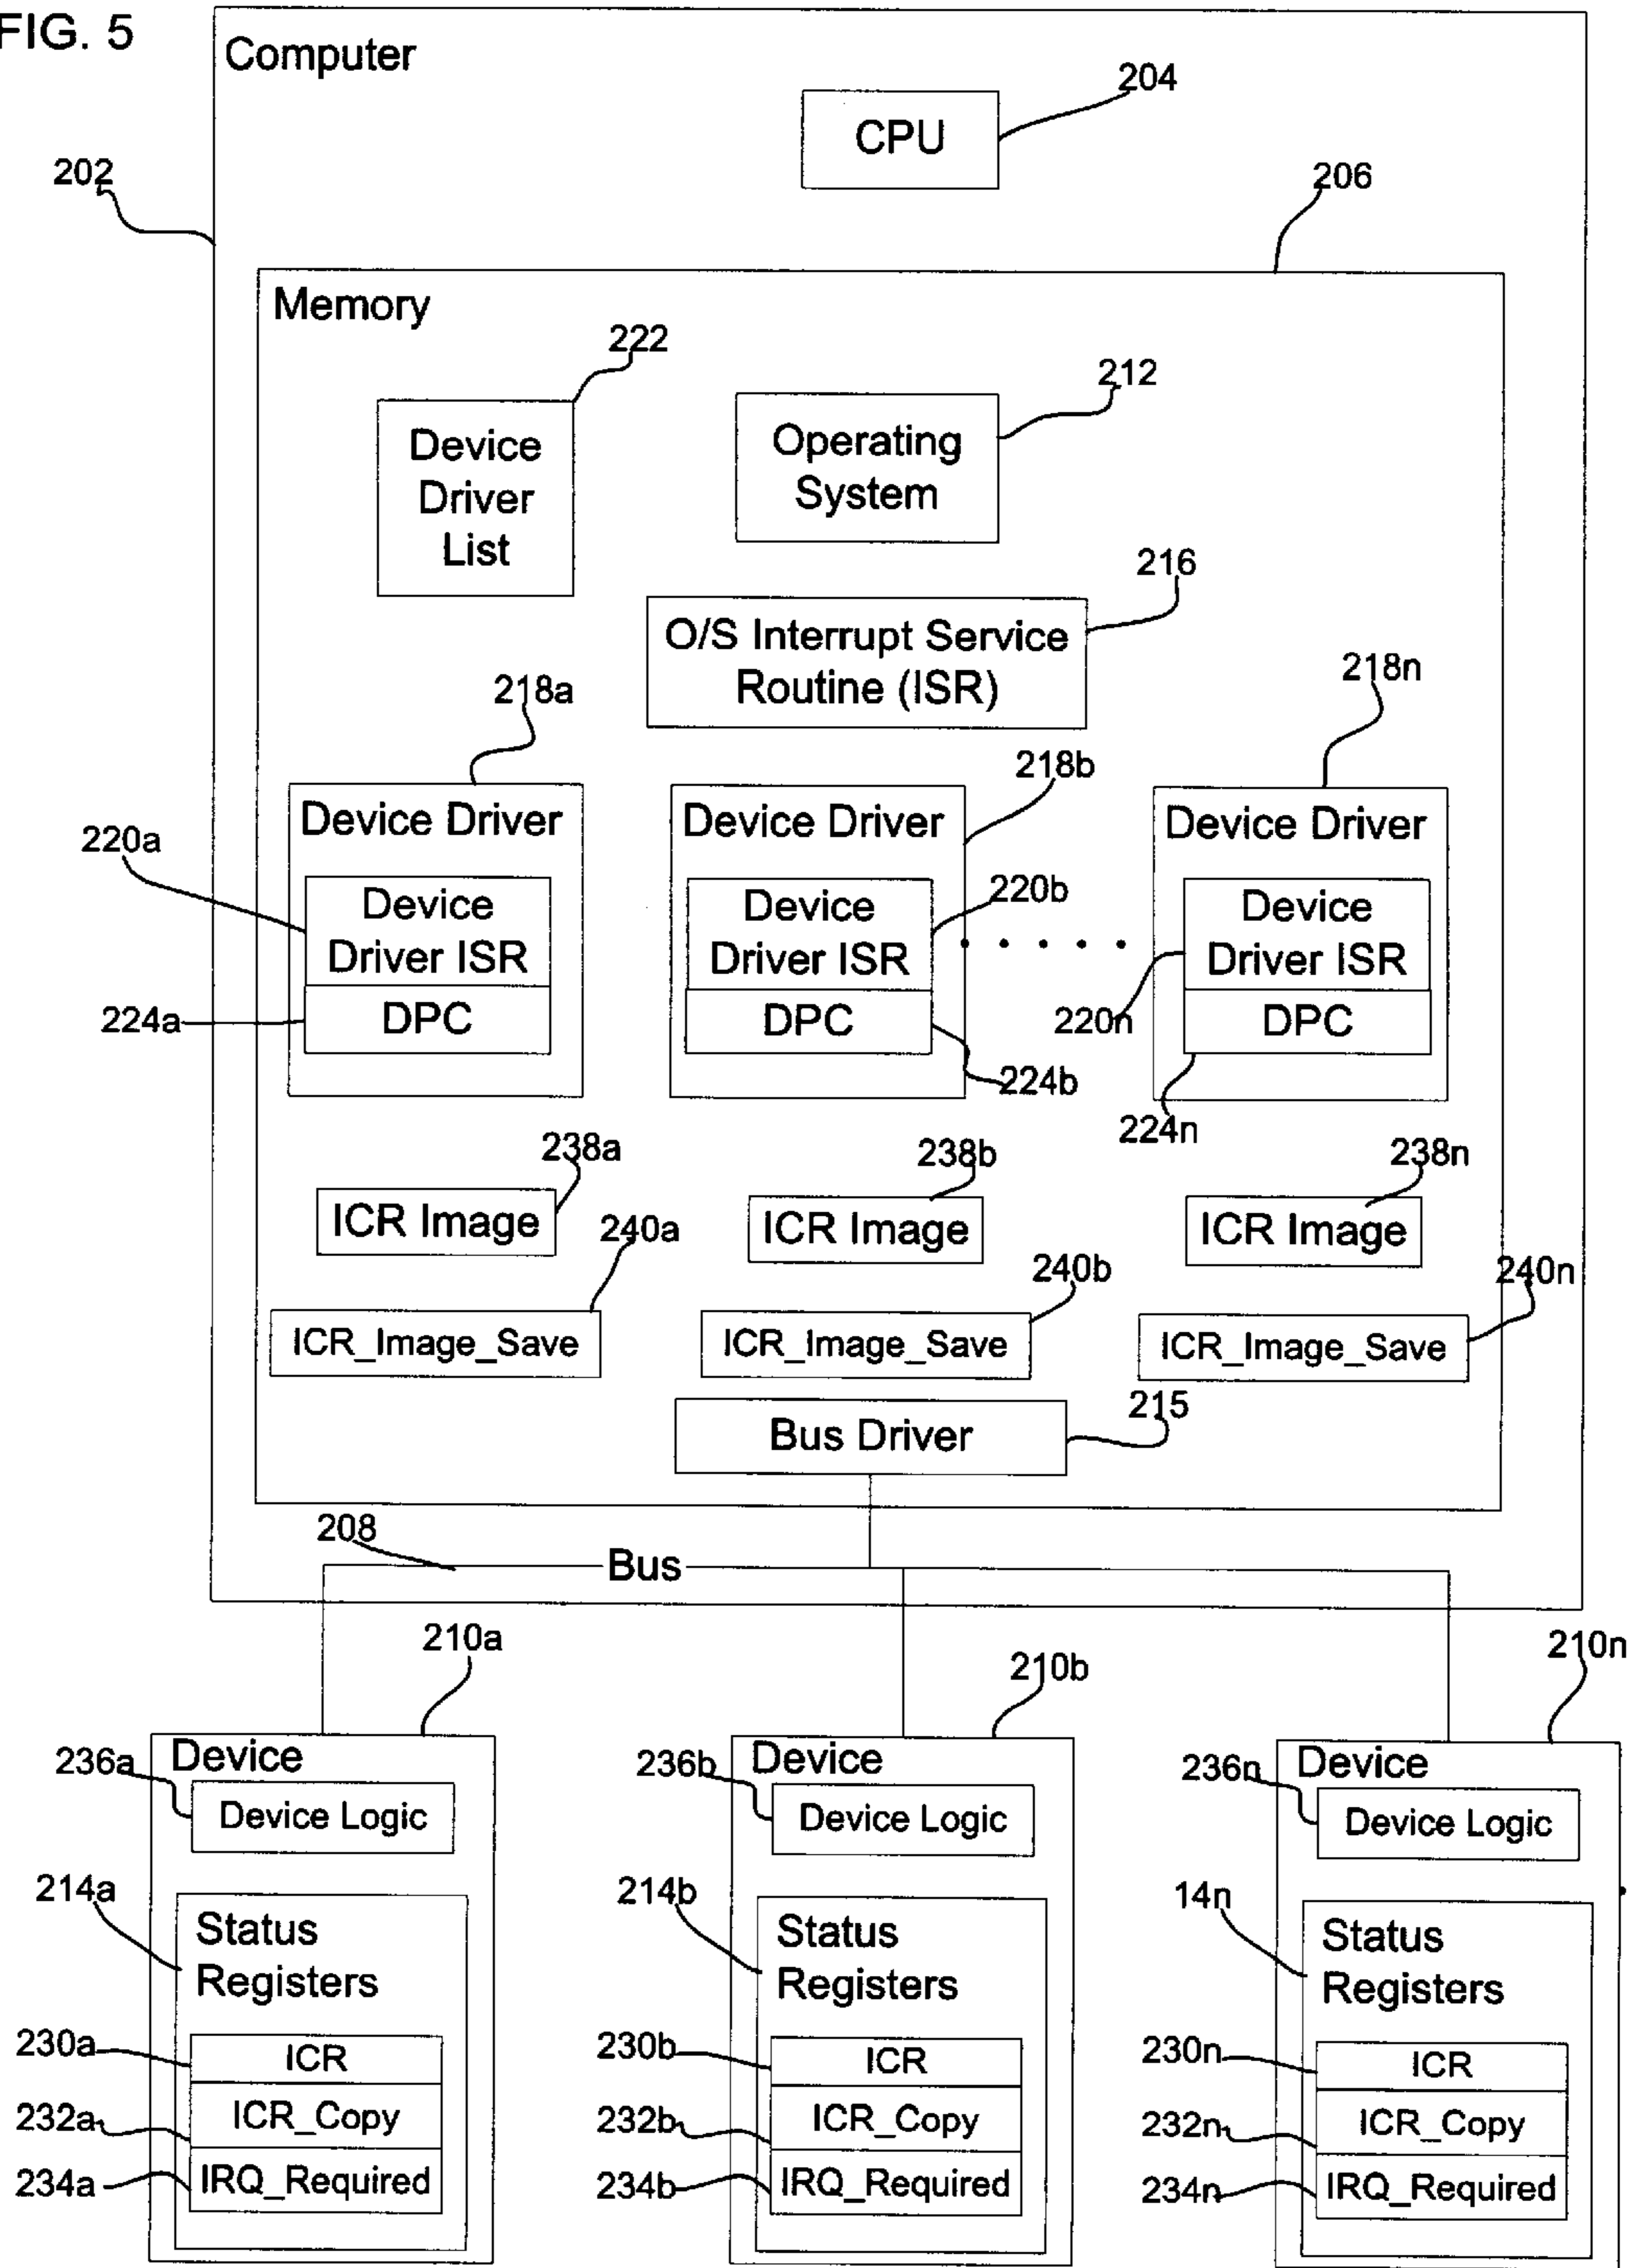 FIG. 5
Computer
204
CPU
202
206
Memory
222
212
Device
Driver
List
Operating
System
216
O/S Interrupt Service
Routine (ISR)
218a
218b
218n
Device Driver
Device Driver
Device Driver
220a
Device
Driver ISR
220b
Device
Driver ISR
Device
Driver ISR
224a
DPC
DPC
220n
DPC
224b
224n
238a
238b
238n
ICR Image
ICR Image
ICR Image
240a
240b
240n
ICR_Image_Save
ICR_Image_Save
ICR_Image_Save
215
Bus Driver
208
Bus
210a
210b
210n
Device
Device
Device
236a
236b
236n
Device Logic
Device Logic
Device Logic
214a
214b
14n
Status
Registers
Status
Registers
Status
Registers
230a
ICR
230b
ICR
230n
ICR
232a
ICR_Copy
232b
ICR_Copy
232n
ICR_Copy
234a
IRQ_Required
234b
IRQ_Required
234n
IRQ_Required